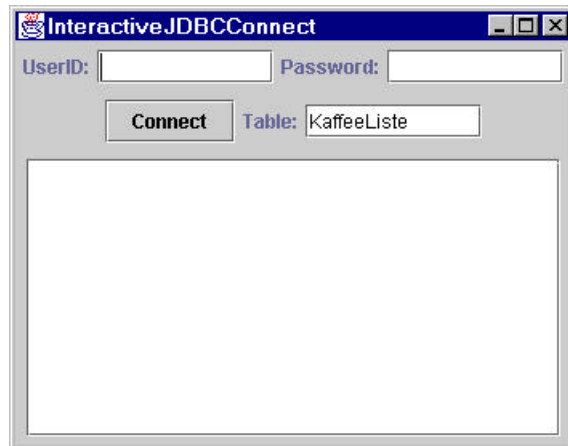 InteractiveJDBCConnect
UserID: Password:
Connect Table: KaffeeListe